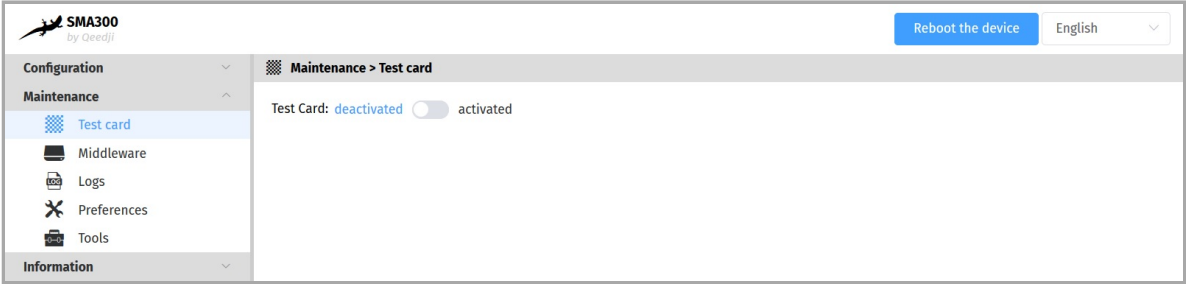 SMA300
by Qeedji
Reboot the device
English
Configuration
Maintenance
Test card
Middleware
LOG
Logs
Preferences
Tools
Information
Maintenance > Test card
Test Card: deactivated activated